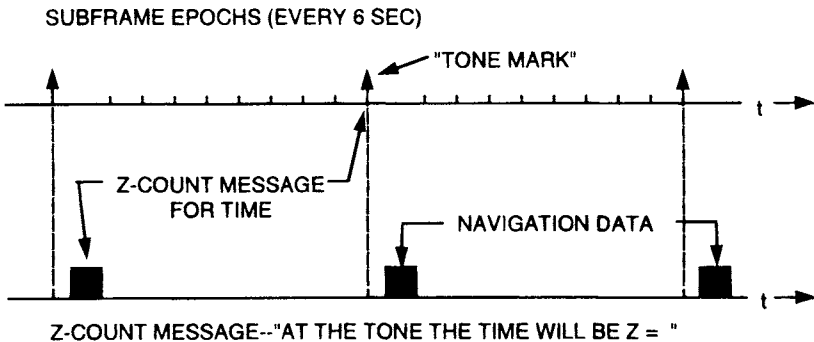 SUBFRAME EPOCHS (EVERY 6 SEC)
"TONE MARK"
t
Z-COUNT MESSAGE
FOR TIME
NAVIGATION DATA
t
Z-COUNT MESSAGE--"AT THE TONE THE TIME WILL BE Z = "